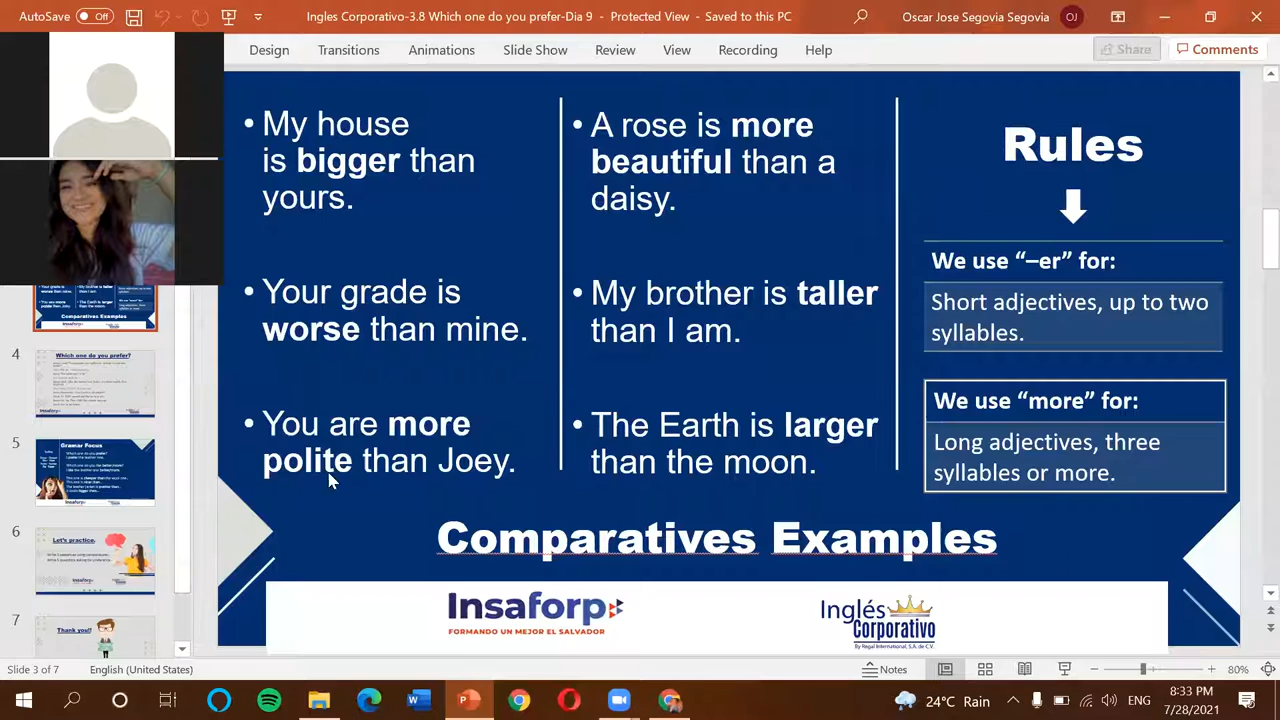 AutoSave Off
Ingles Corporativo-3.8 Which one do you prefer-Dia 9 - Protected View - Saved to this PC
Oscar Jose Segovia Segovia OJ
Design Transitions Animations Slide Show Review View Recording Help
Share Comments
• My house
is bigger than
yours.
• Your grade is
worse than mine.
• You are more
polite than Joey.
• A rose is more
beautiful than a
daisy.
• My brother is taller
than I am.
• The Earth is larger
than the moon.
Rules
We use “–er” for:
Short adjectives, up to two
syllables.
We use “more” for:
Long adjectives, three
syllables or more.
Comparatives Examples
Insaforp
FORMANDO UN MEJOR EL SALVADOR
Inglés
Corporativo
By Regal International, S.A. de C.V.
Comparatives Examples
4
Which one do you prefer?
5
Gramar Focus
6
Let's practice.
7
Thank you!!
Slide 3 of 7 English (United States)
Notes
80%
24°C Rain
ENG
8:33 PM
7/28/2021